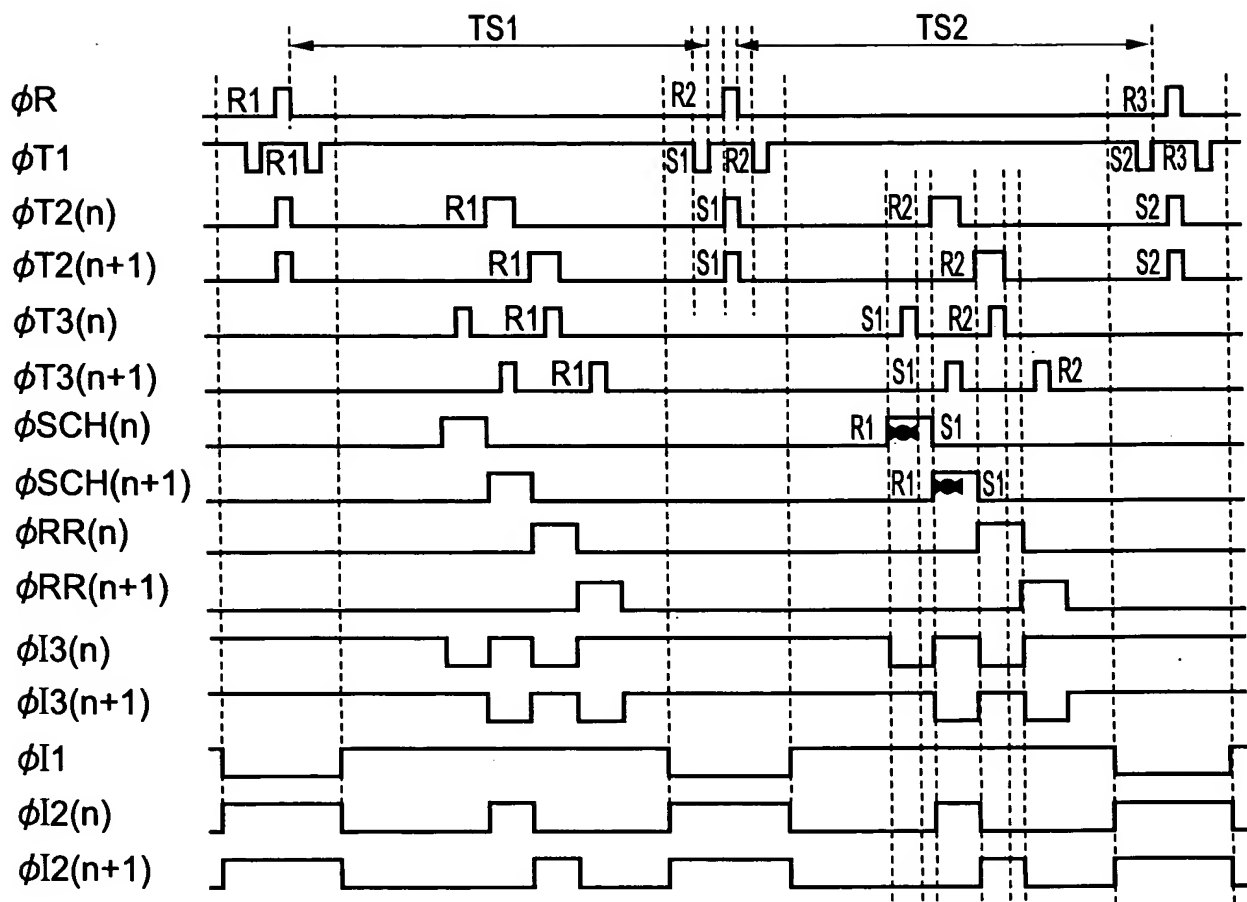 TS1 TS2
ϕR R1 R2 R3
ϕT1 R1 S1 R2 S2 R3
ϕT2(n) R1 S1 R2 S2
ϕT2(n+1) R1 S1 R2 S2
ϕT3(n) R1 S1 R2
ϕT3(n+1) R1 S1 R2
ϕSCH(n) R1 S1
ϕSCH(n+1) R1 S1
ϕRR(n)
ϕRR(n+1)
ϕI3(n)
ϕI3(n+1)
ϕI1
ϕI2(n)
ϕI2(n+1)